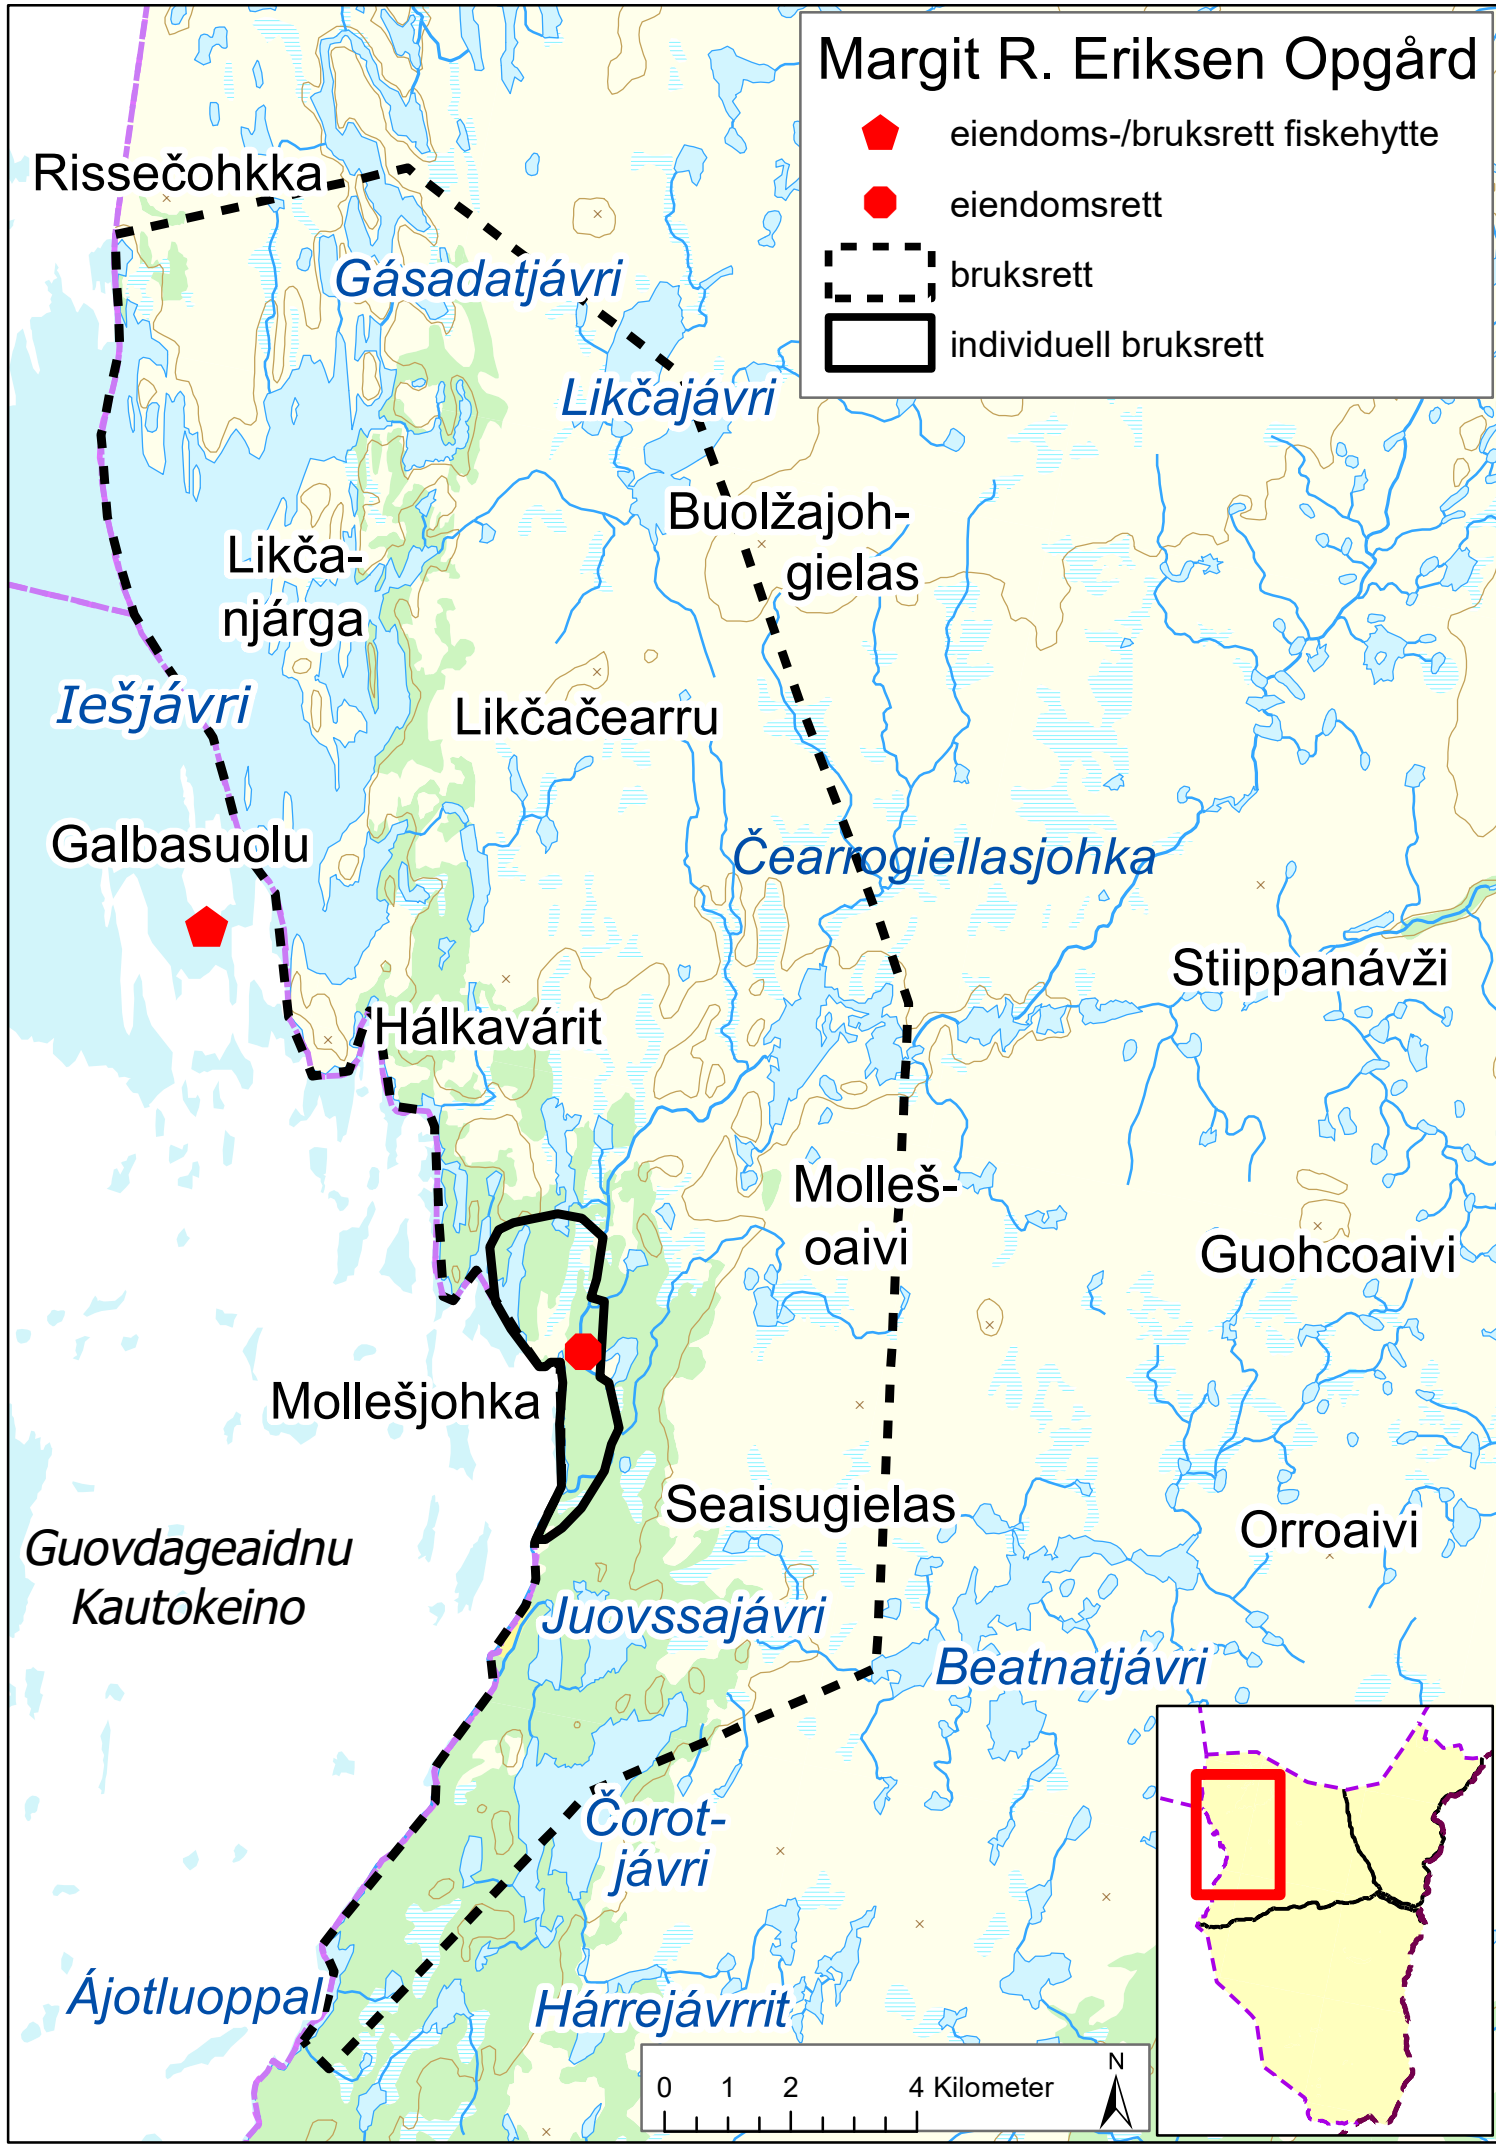 Margit R. Eriksen Opgård
eiendoms-/bruksrett fiskehytte
eiendomsrett
bruksrett
individuell bruksrett
Rissečohkka
Gásadatjávri
Likčajávri
Buolžajoh-
gielas
Likča-
njárga
Iešjávri
Likčačearru
Galbasuolu
Čearrogiellasjohka
Stiippanávži
Hálkavárit
Molleš-
oaivi
Guohcoaivi
Mollešjohka
Seaisugielas
Orroaivi
Guovdageaidnu
Kautokeino
Juovssajávri
Beatnatjávri
Čorot-
jávri
Ájotluoppal
Hárrejávrrit
0 1 2 4 Kilometer
N